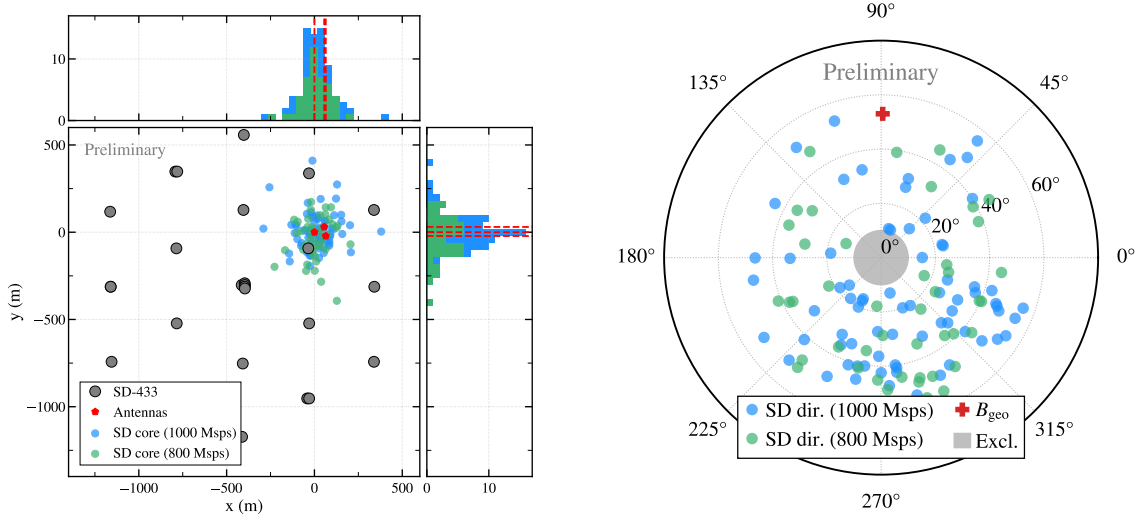 10
0
Preliminary
500
0
−500
−1000
y (m)
SD-433
Antennas
SD core (1000 Msps)
SD core (800 Msps)
−1000
−500
0
500
x (m)
0
10
90°
135°
45°
Preliminary
60°
40°
20°
0°
180°
0°
225°
315°
270°
SD dir. (1000 Msps)
SD dir. (800 Msps)
B_geo
Excl.